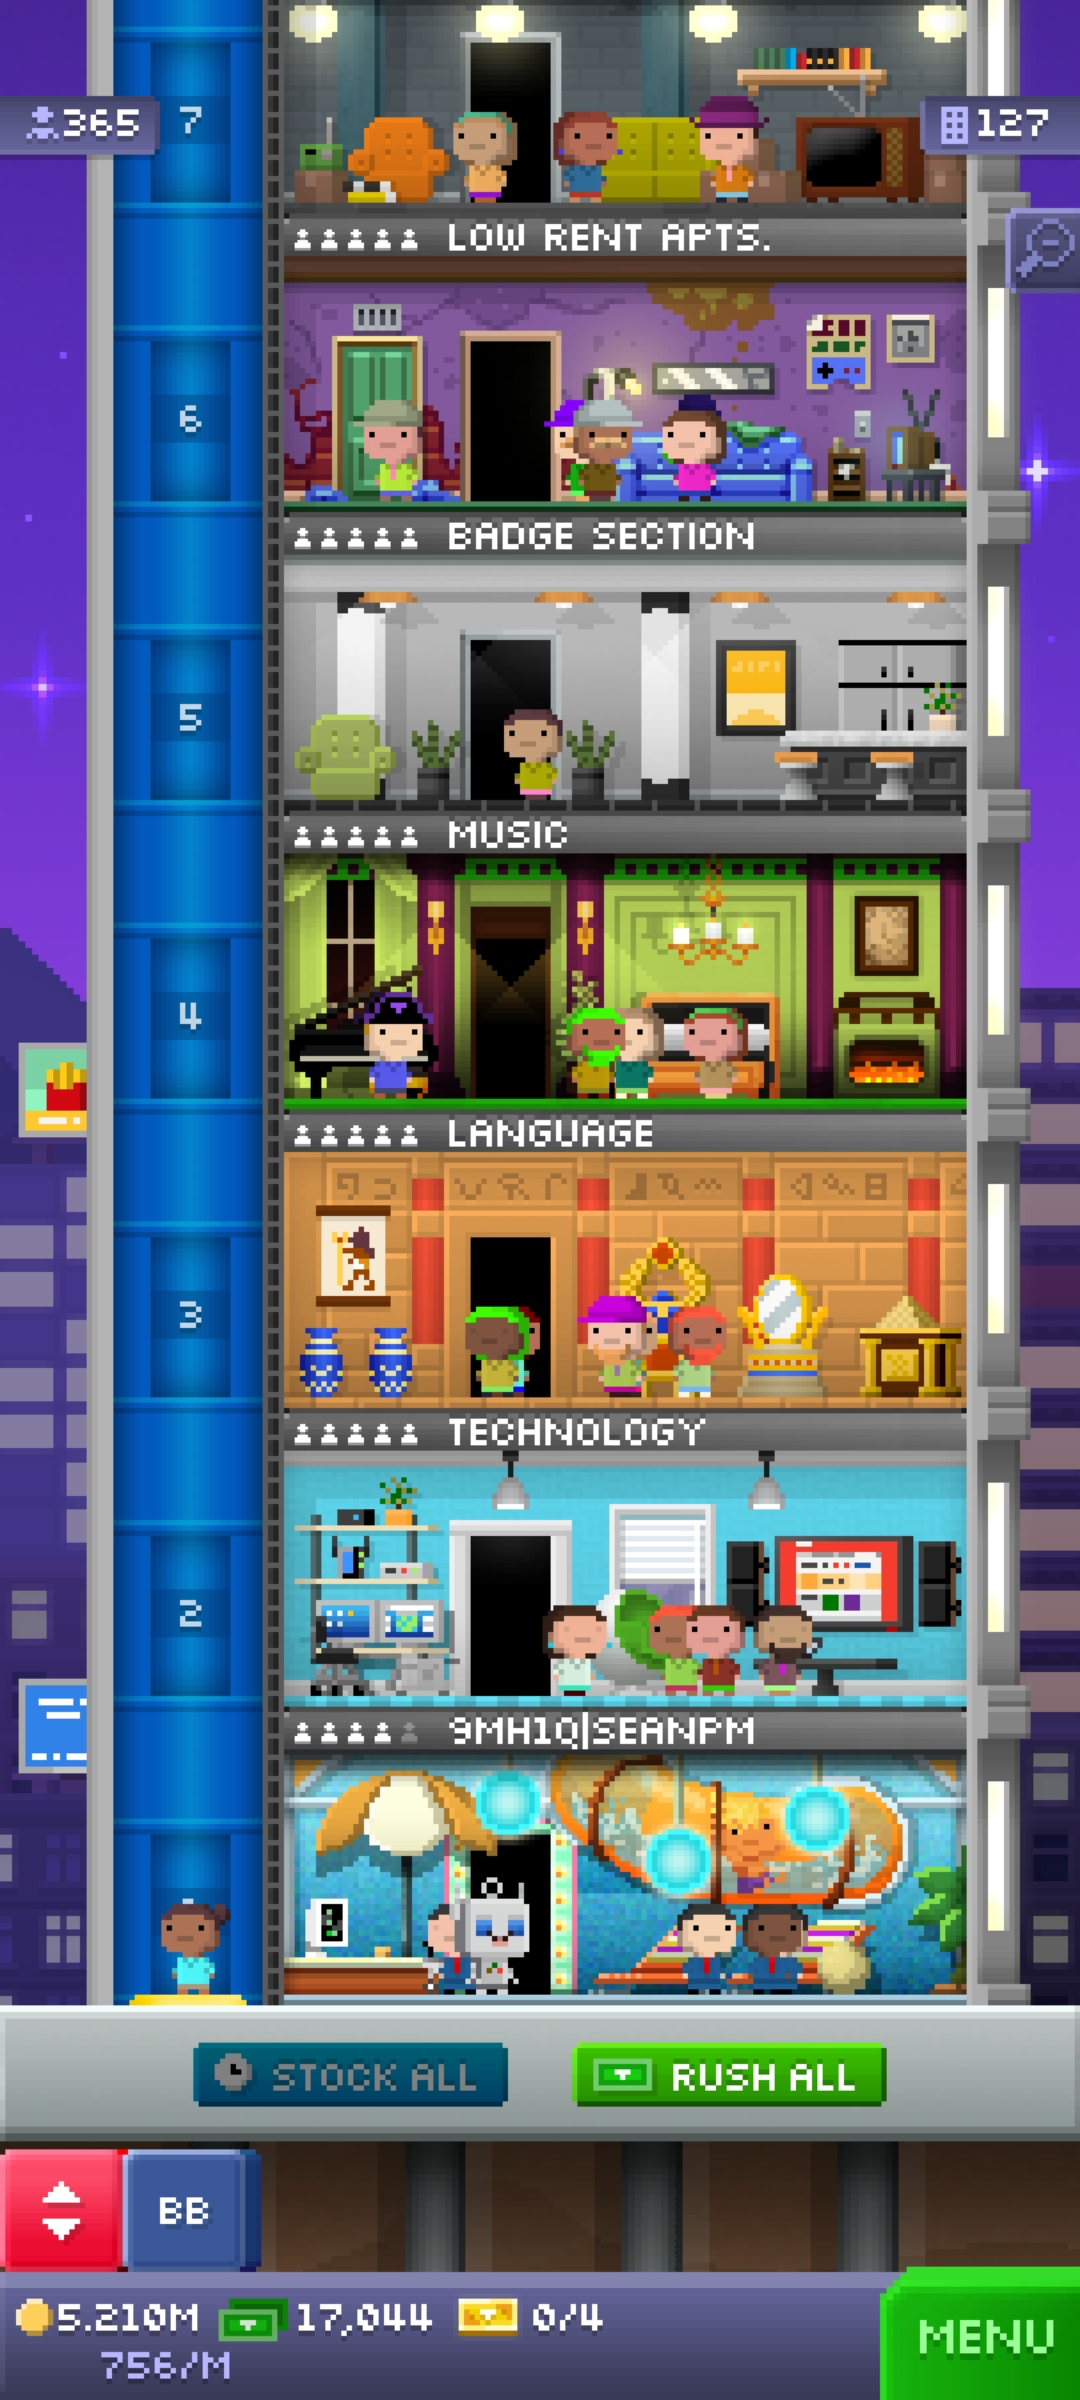 365
7
127
LOW RENT APTS.
6
BADGE SECTION
5
MUSIC
4
LANGUAGE
3
TECHNOLOGY
2
9MH1Q|SEANPM
STOCK ALL
RUSH ALL
BB
5.210M
17,044
0/4
756/M
MENU